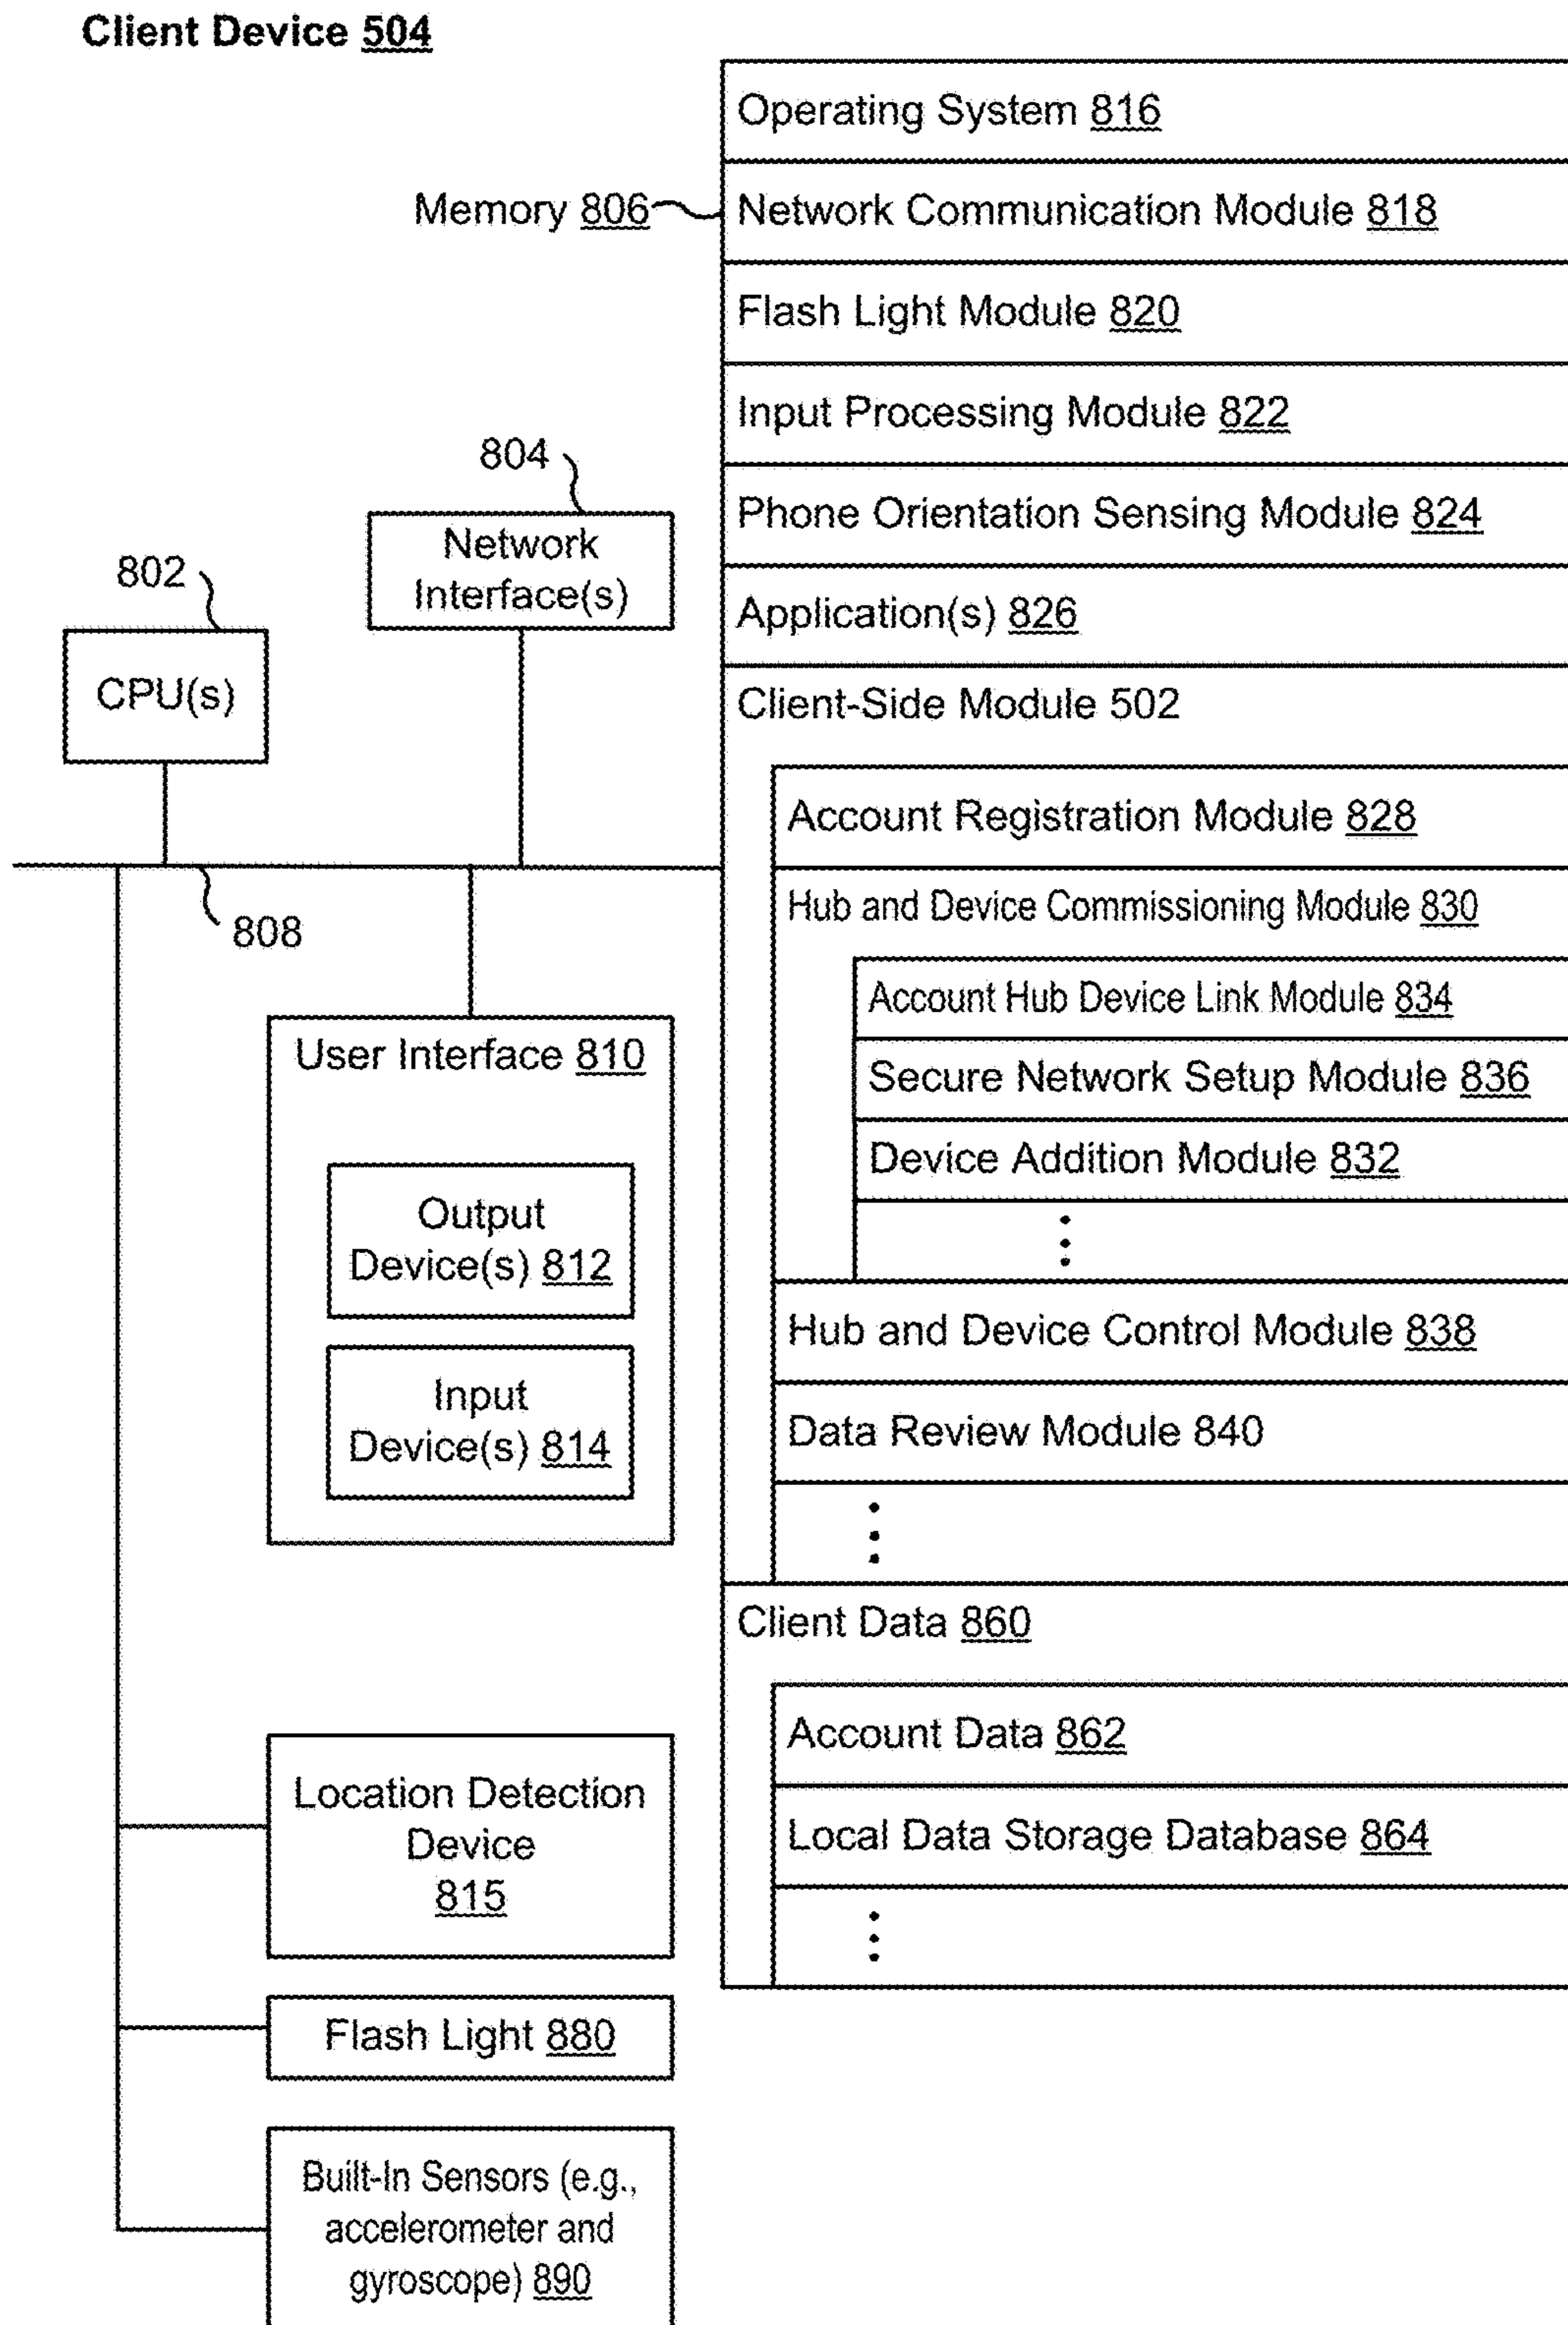 Client Device 504
Operating System 816
Memory 806
Network Communication Module 818
Flash Light Module 820
Input Processing Module 822
Phone Orientation Sensing Module 824
Application(s) 826
804
Network
Interface(s)
802
CPU(s)
808
Client-Side Module 502
Account Registration Module 828
Hub and Device Commissioning Module 830
Account Hub Device Link Module 834
Secure Network Setup Module 836
Device Addition Module 832
Hub and Device Control Module 838
Data Review Module 840
User Interface 810
Output
Device(s) 812
Input
Device(s) 814
Client Data 860
Account Data 862
Local Data Storage Database 864
Location Detection
Device
815
Flash Light 880
Built-In Sensors (e.g.,
accelerometer and
gyroscope) 890